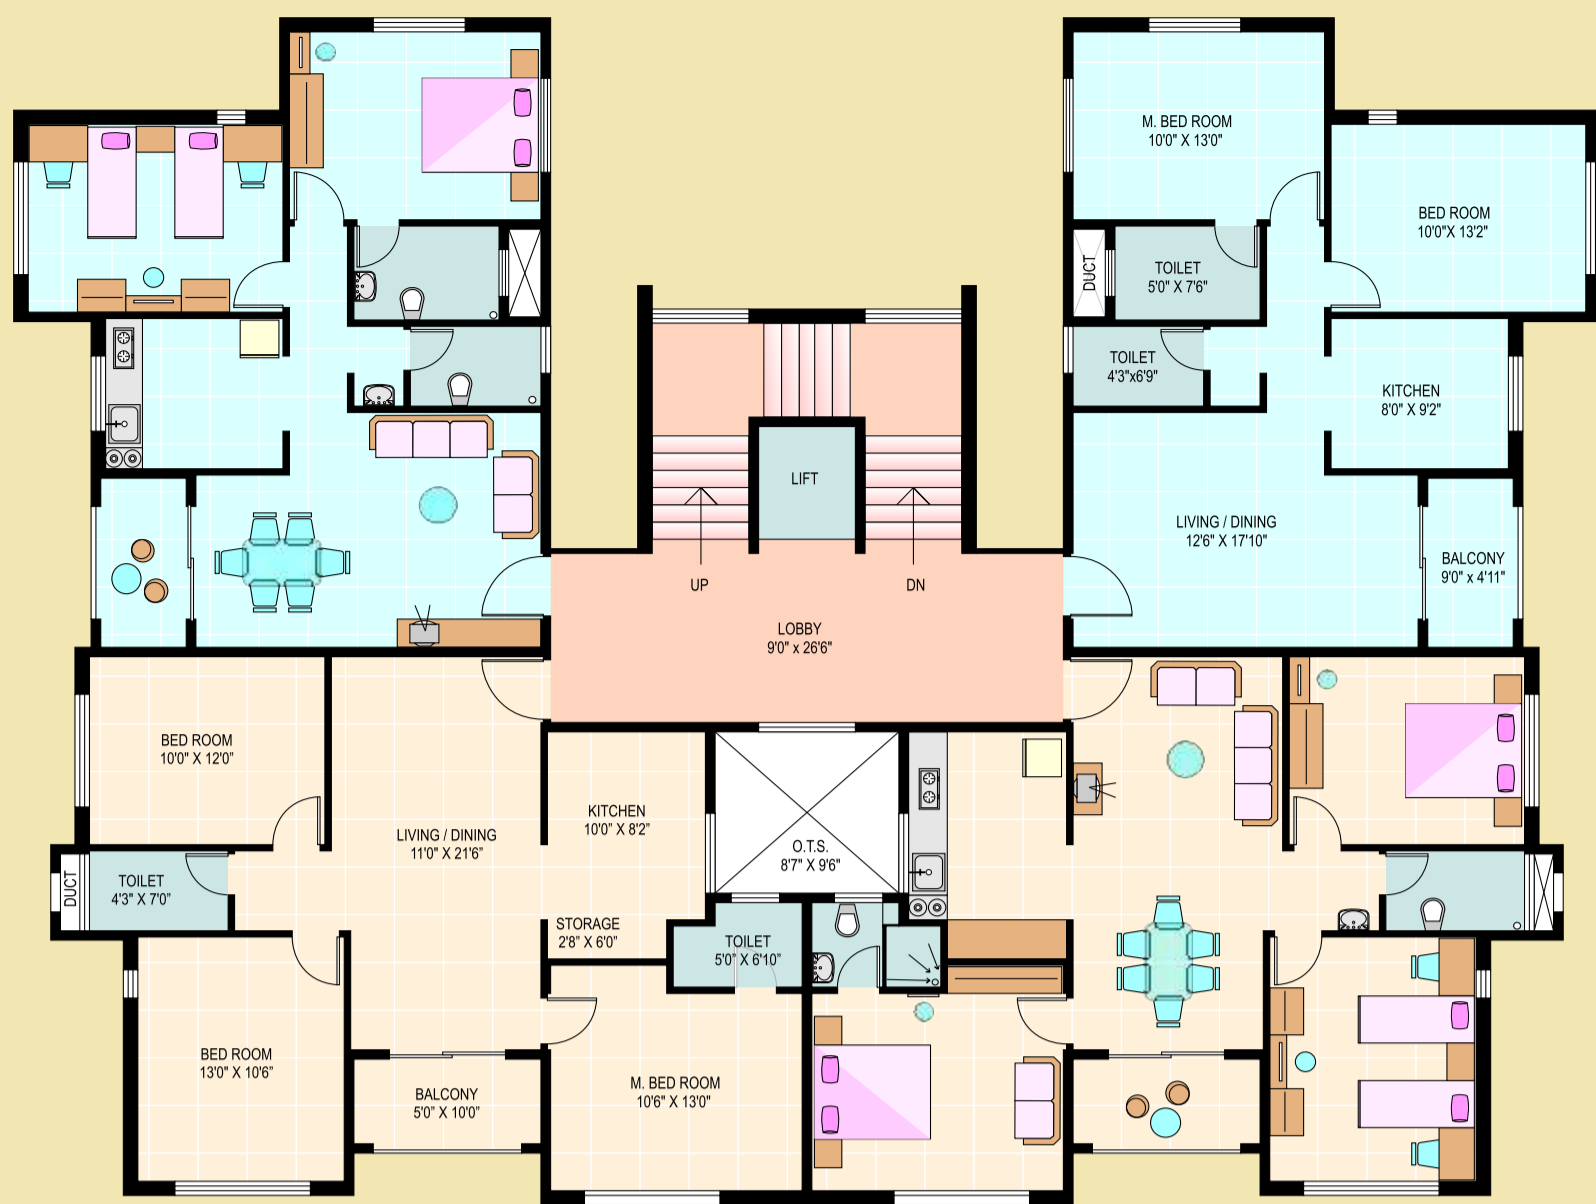 M. BED ROOM
10'0" X 13'0"
BED ROOM
10'0"X 13'2"
DUCT
TOILET
5'0" X 7'6"
TOILET
4'3"x6'9"
KITCHEN
8'0" X 9'2"
LIFT
LIVING / DINING
12'6" X 17'10"
BALCONY
9'0" x 4'11"
UP
DN
LOBBY
9'0" x 26'6"
BED ROOM
10'0" X 12'0"
LIVING / DINING
11'0" X 21'6"
KITCHEN
10'0" X 8'2"
O.T.S.
8'7" X 9'6"
DUCT
TOILET
4'3" X 7'0"
STORAGE
2'8" X 6'0"
TOILET
5'0" X 6'10"
BED ROOM
13'0" X 10'6"
BALCONY
5'0" X 10'0"
M. BED ROOM
10'6" X 13'0"